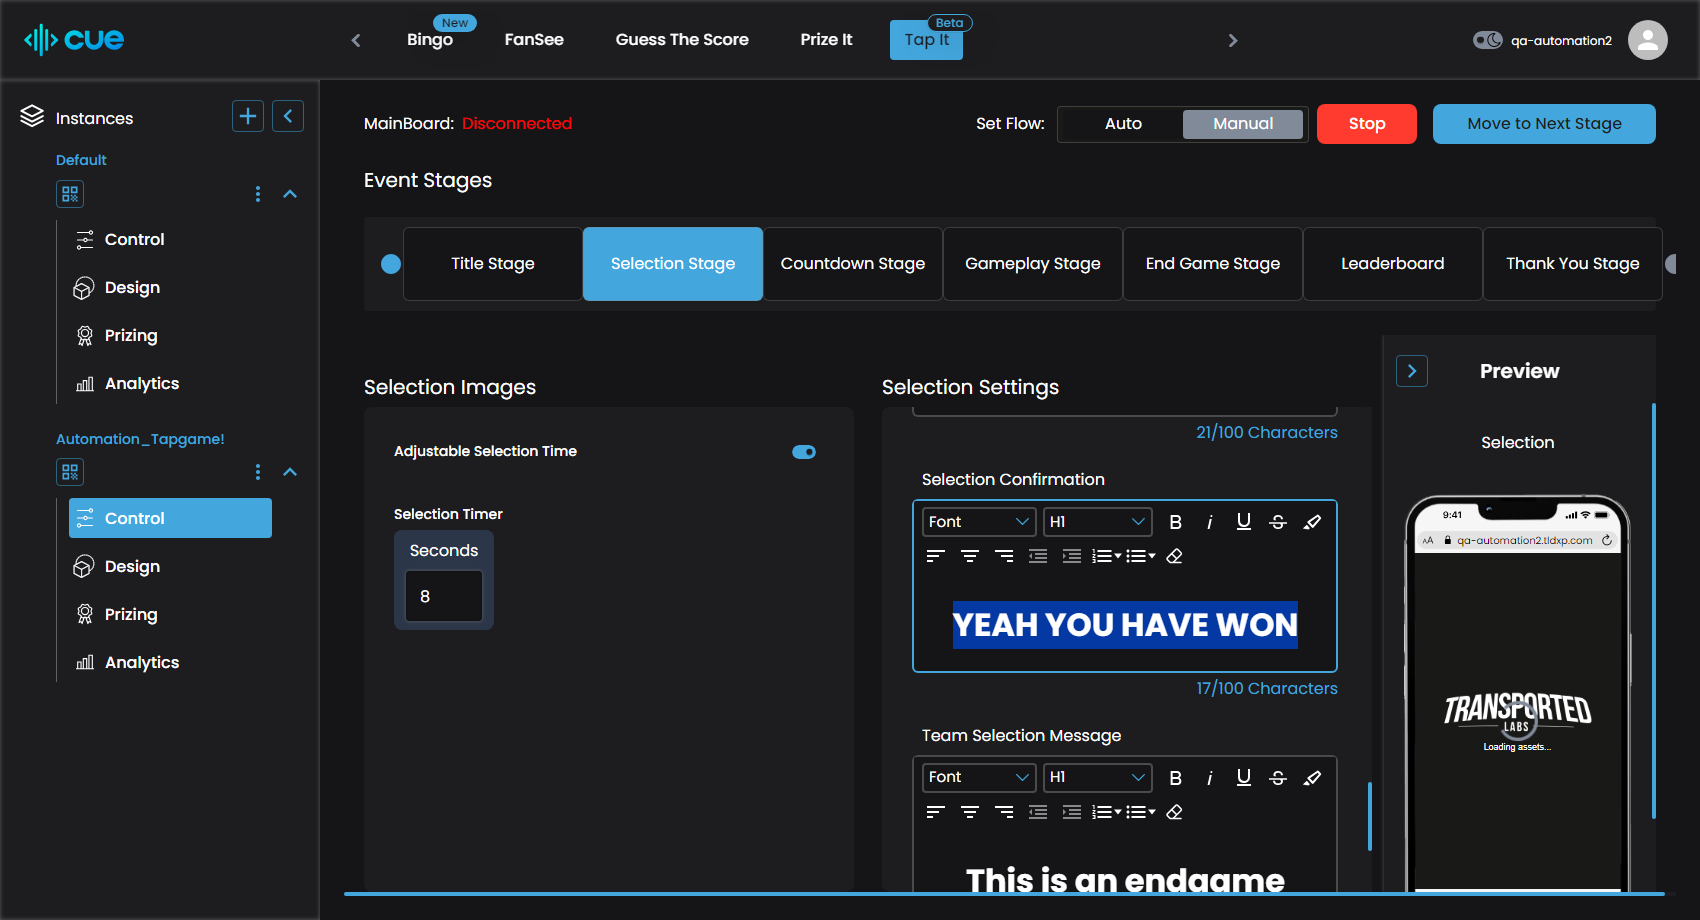 cue
New
Bingo
FanSee
Guess The Score
Prize It
Beta
Tap It
qa-automation2
Instances
Default
Control
Design
Prizing
Analytics
Automation_Tapgame!
Control
Design
Prizing
Analytics
MainBoard: Disconnected
Set Flow:
Auto
Manual
Stop
Move to Next Stage
Event Stages
Title Stage
Selection Stage
Countdown Stage
Gameplay Stage
End Game Stage
Leaderboard
Thank You Stage
Selection Images
Adjustable Selection Time
Selection Timer
Seconds
8
Selection Settings
21/100 Characters
Selection Confirmation
Font
H1
B i U S
YEAH YOU HAVE WON
17/100 Characters
Team Selection Message
Font
H1
B i U S
This is an endgame
Preview
Selection
9:41
AA qa-automation2.tldxp.com
TRANSPORTED
LABS
Loading assets...